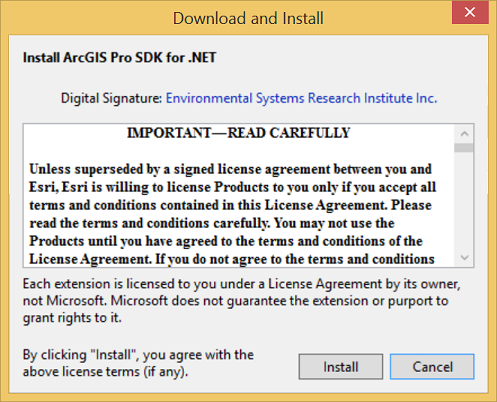 Download and Install
Install ArcGIS Pro SDK for .NET
Digital Signature: Environmental Systems Research Institute Inc.
IMPORTANT—READ CAREFULLY
Unless superseded by a signed license agreement between you and
Esri, Esri is willing to license Products to you only if you accept all
terms and conditions contained in this License Agreement. Please
read the terms and conditions carefully. You may not use the
Products until you have agreed to the terms and conditions of the
License Agreement. If you do not agree to the terms and conditions
Each extension is licensed to you under a License Agreement by its owner,
not Microsoft. Microsoft does not guarantee the extension or purport to
grant rights to it.
By clicking "Install", you agree with the
above license terms (if any).
Install
Cancel